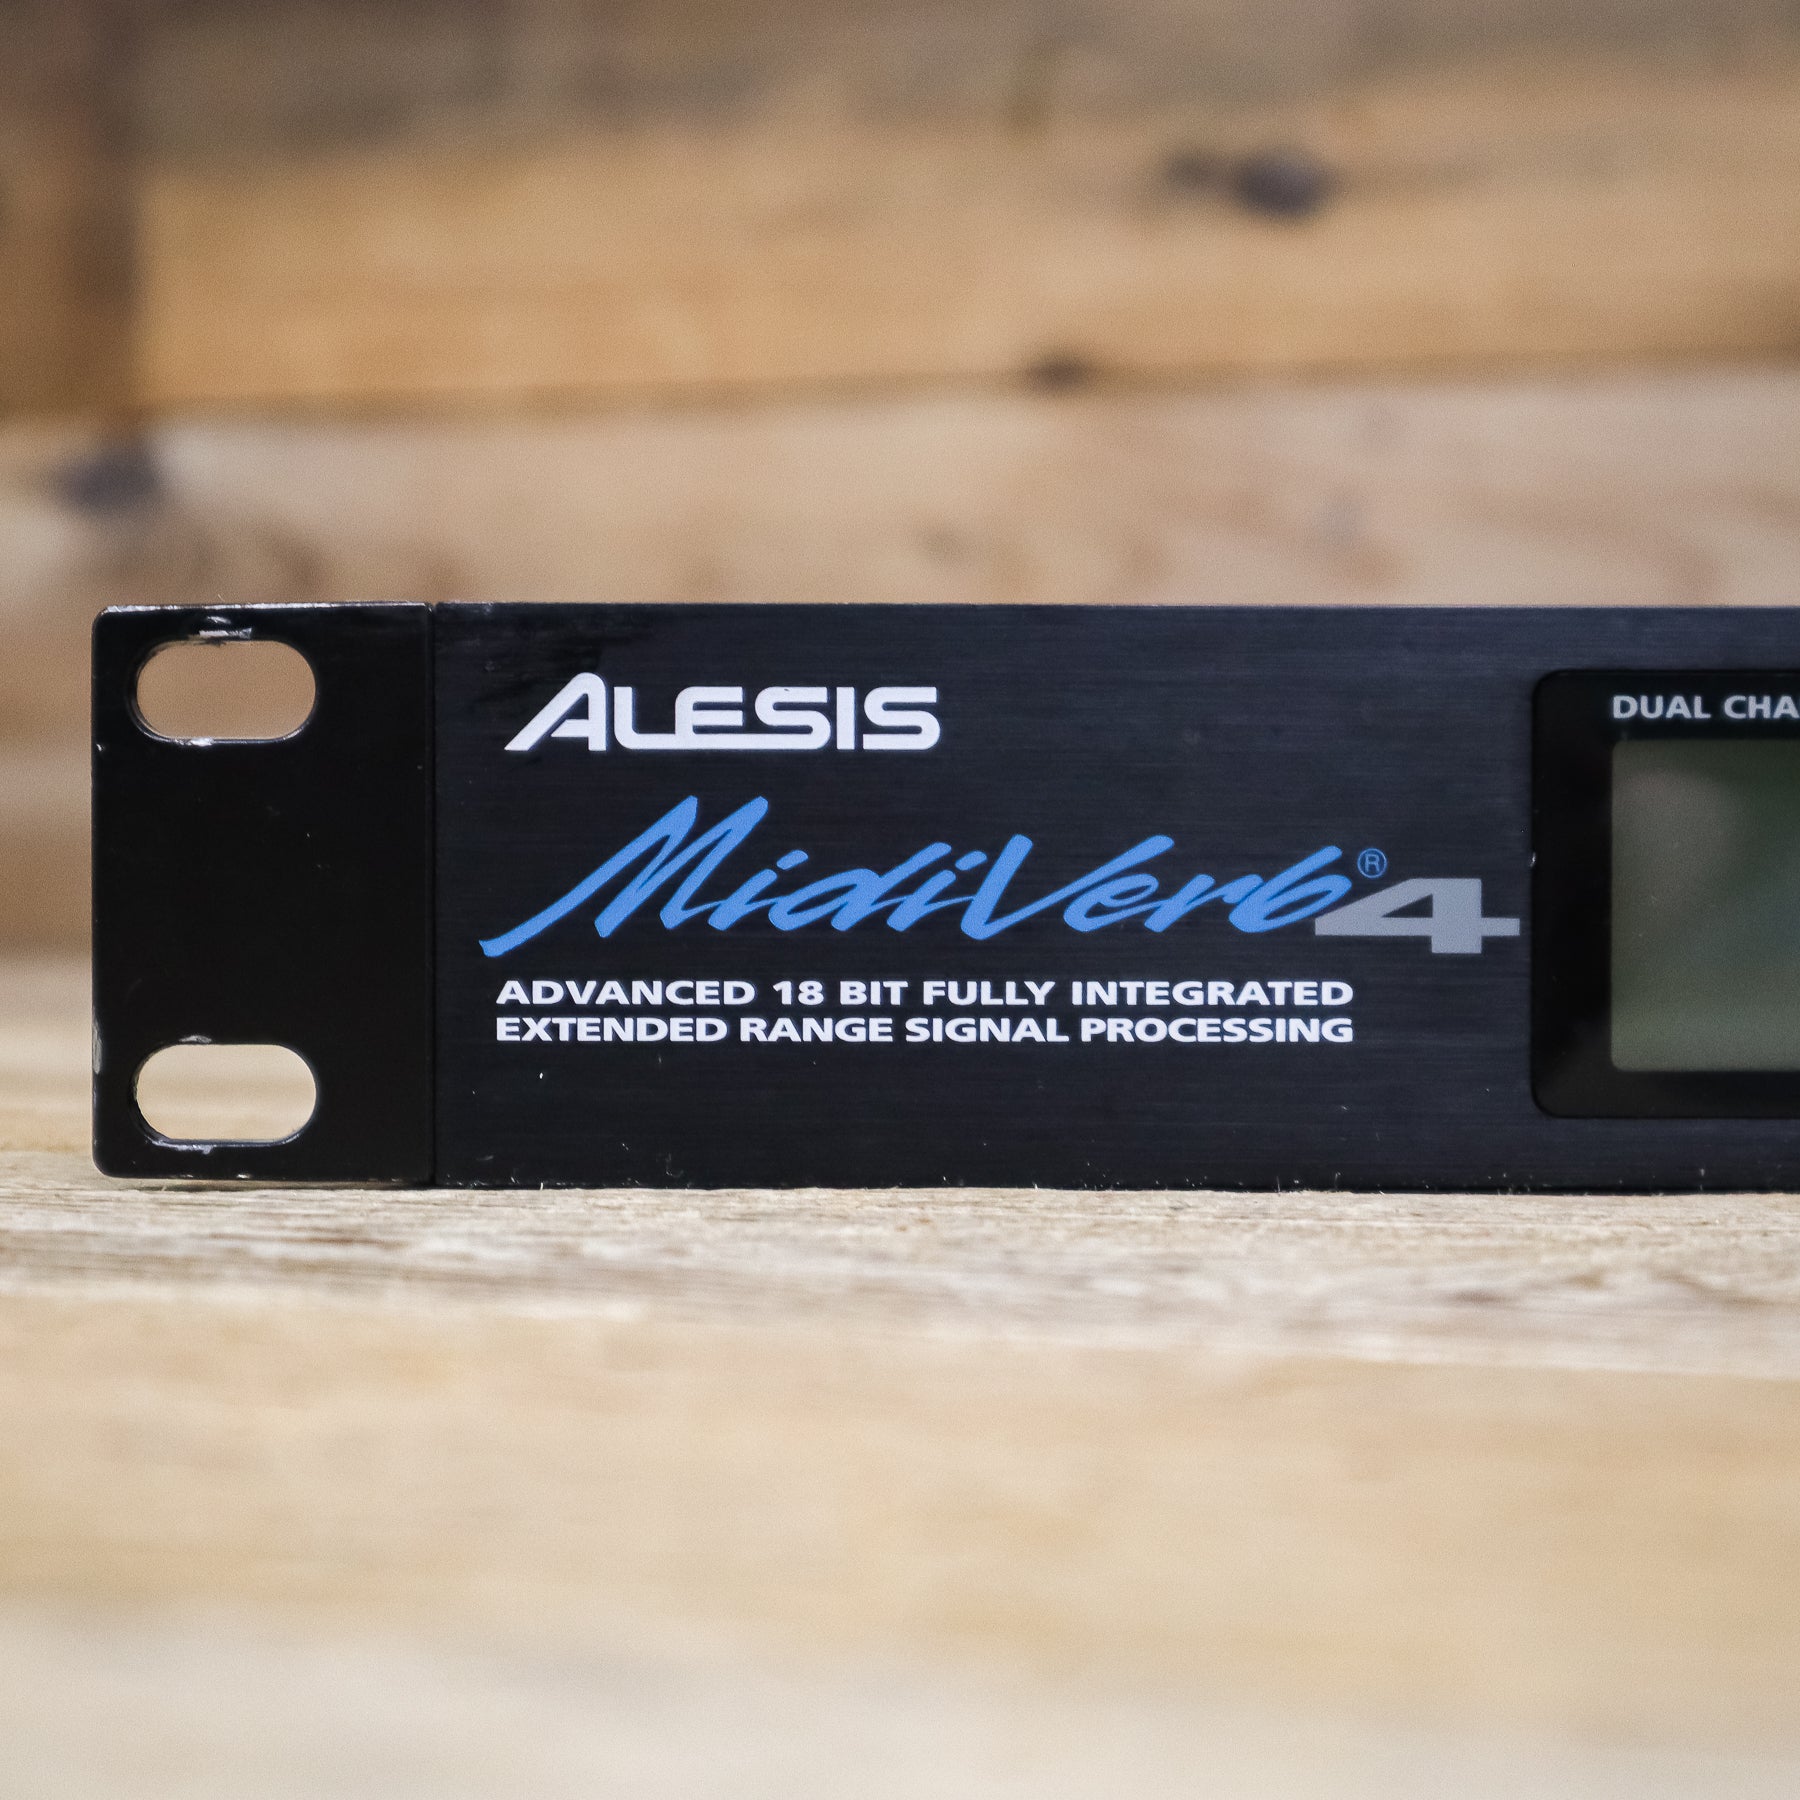 ALESIS
MidiVerb®4
ADVANCED 18 BIT FULLY INTEGRATED
EXTENDED RANGE SIGNAL PROCESSING
DUAL CHA